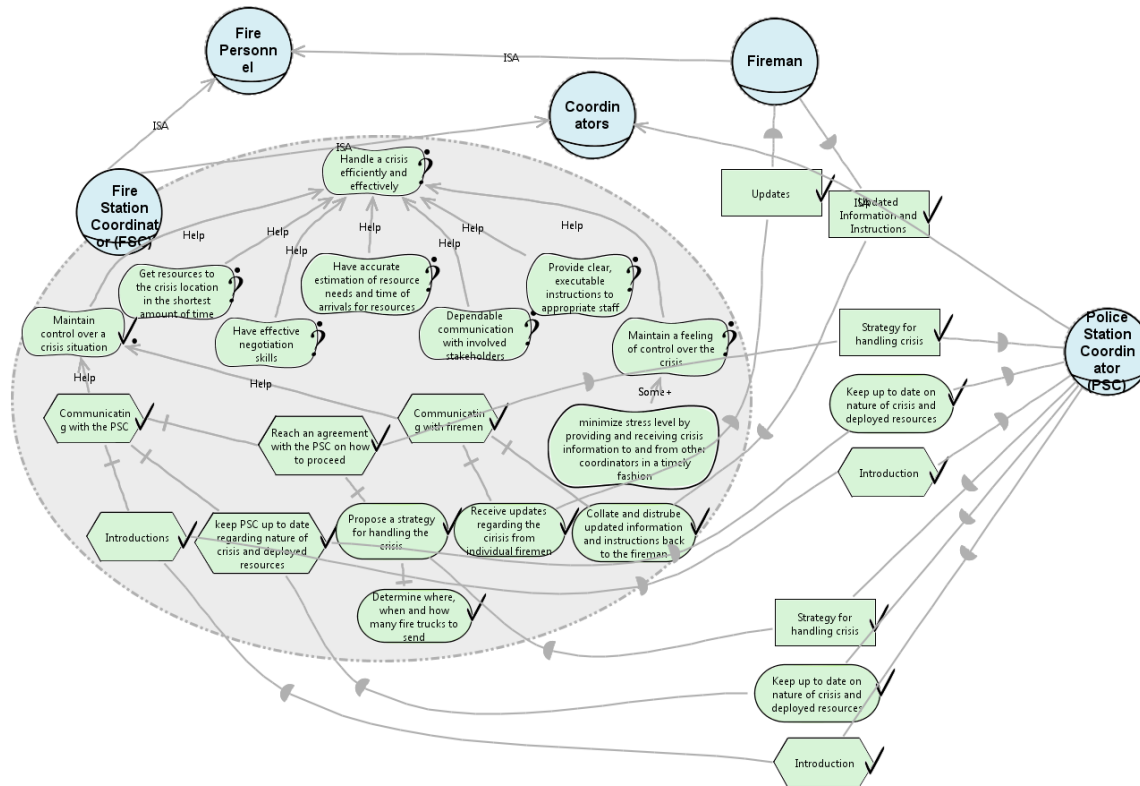 Fire
Personn
el
ISA
Fireman
Coordin
ators
ISA
ISA
Handle a crisis
efficiently and
effectively
Fire
Station
Coordinat
or (FSC)
Updates
ISA
Updated
Information and
Instructions
Help
Help
Help
Help
Help
Help
Help
Get resources to
the crisis location
in the shortest
amount of time
Have accurate
estimation of resource
needs and time of
arrivals for resources
Provide clear,
executable
instructions to
appropriate staff
Maintain
control over a
crisis situation
Have effective
negotiation
skills
Dependable
communication
with involved
stakeholders
Maintain a feeling
of control over the
crisis
Strategy for
handling crisis
Police
Station
Coordin
ator
(PSC)
Help
Help
Some+
Keep up to date on
nature of crisis and
deployed resources
Communicatin
g with the PSC
Reach an agreement
with the PSC on how
to proceed
Communicati
ng with firemen
minimize stress level by
providing and receiving crisis
information to and from other
coordinators in a timely
fashion
Introduction
Introductions
keep PSC up to date
regarding nature of
crisis and deployed
resources
Propose a strategy
for handling the
crisis
Receive updates
regarding the
cirisis from
individual firemen
Collate and distrube
updated information
and instructions back
to the fireman
Determine where,
when and how
many fire trucks to
send
Strategy for
handling crisis
Keep up to date on
nature of crisis and
deployed resources
Introduction